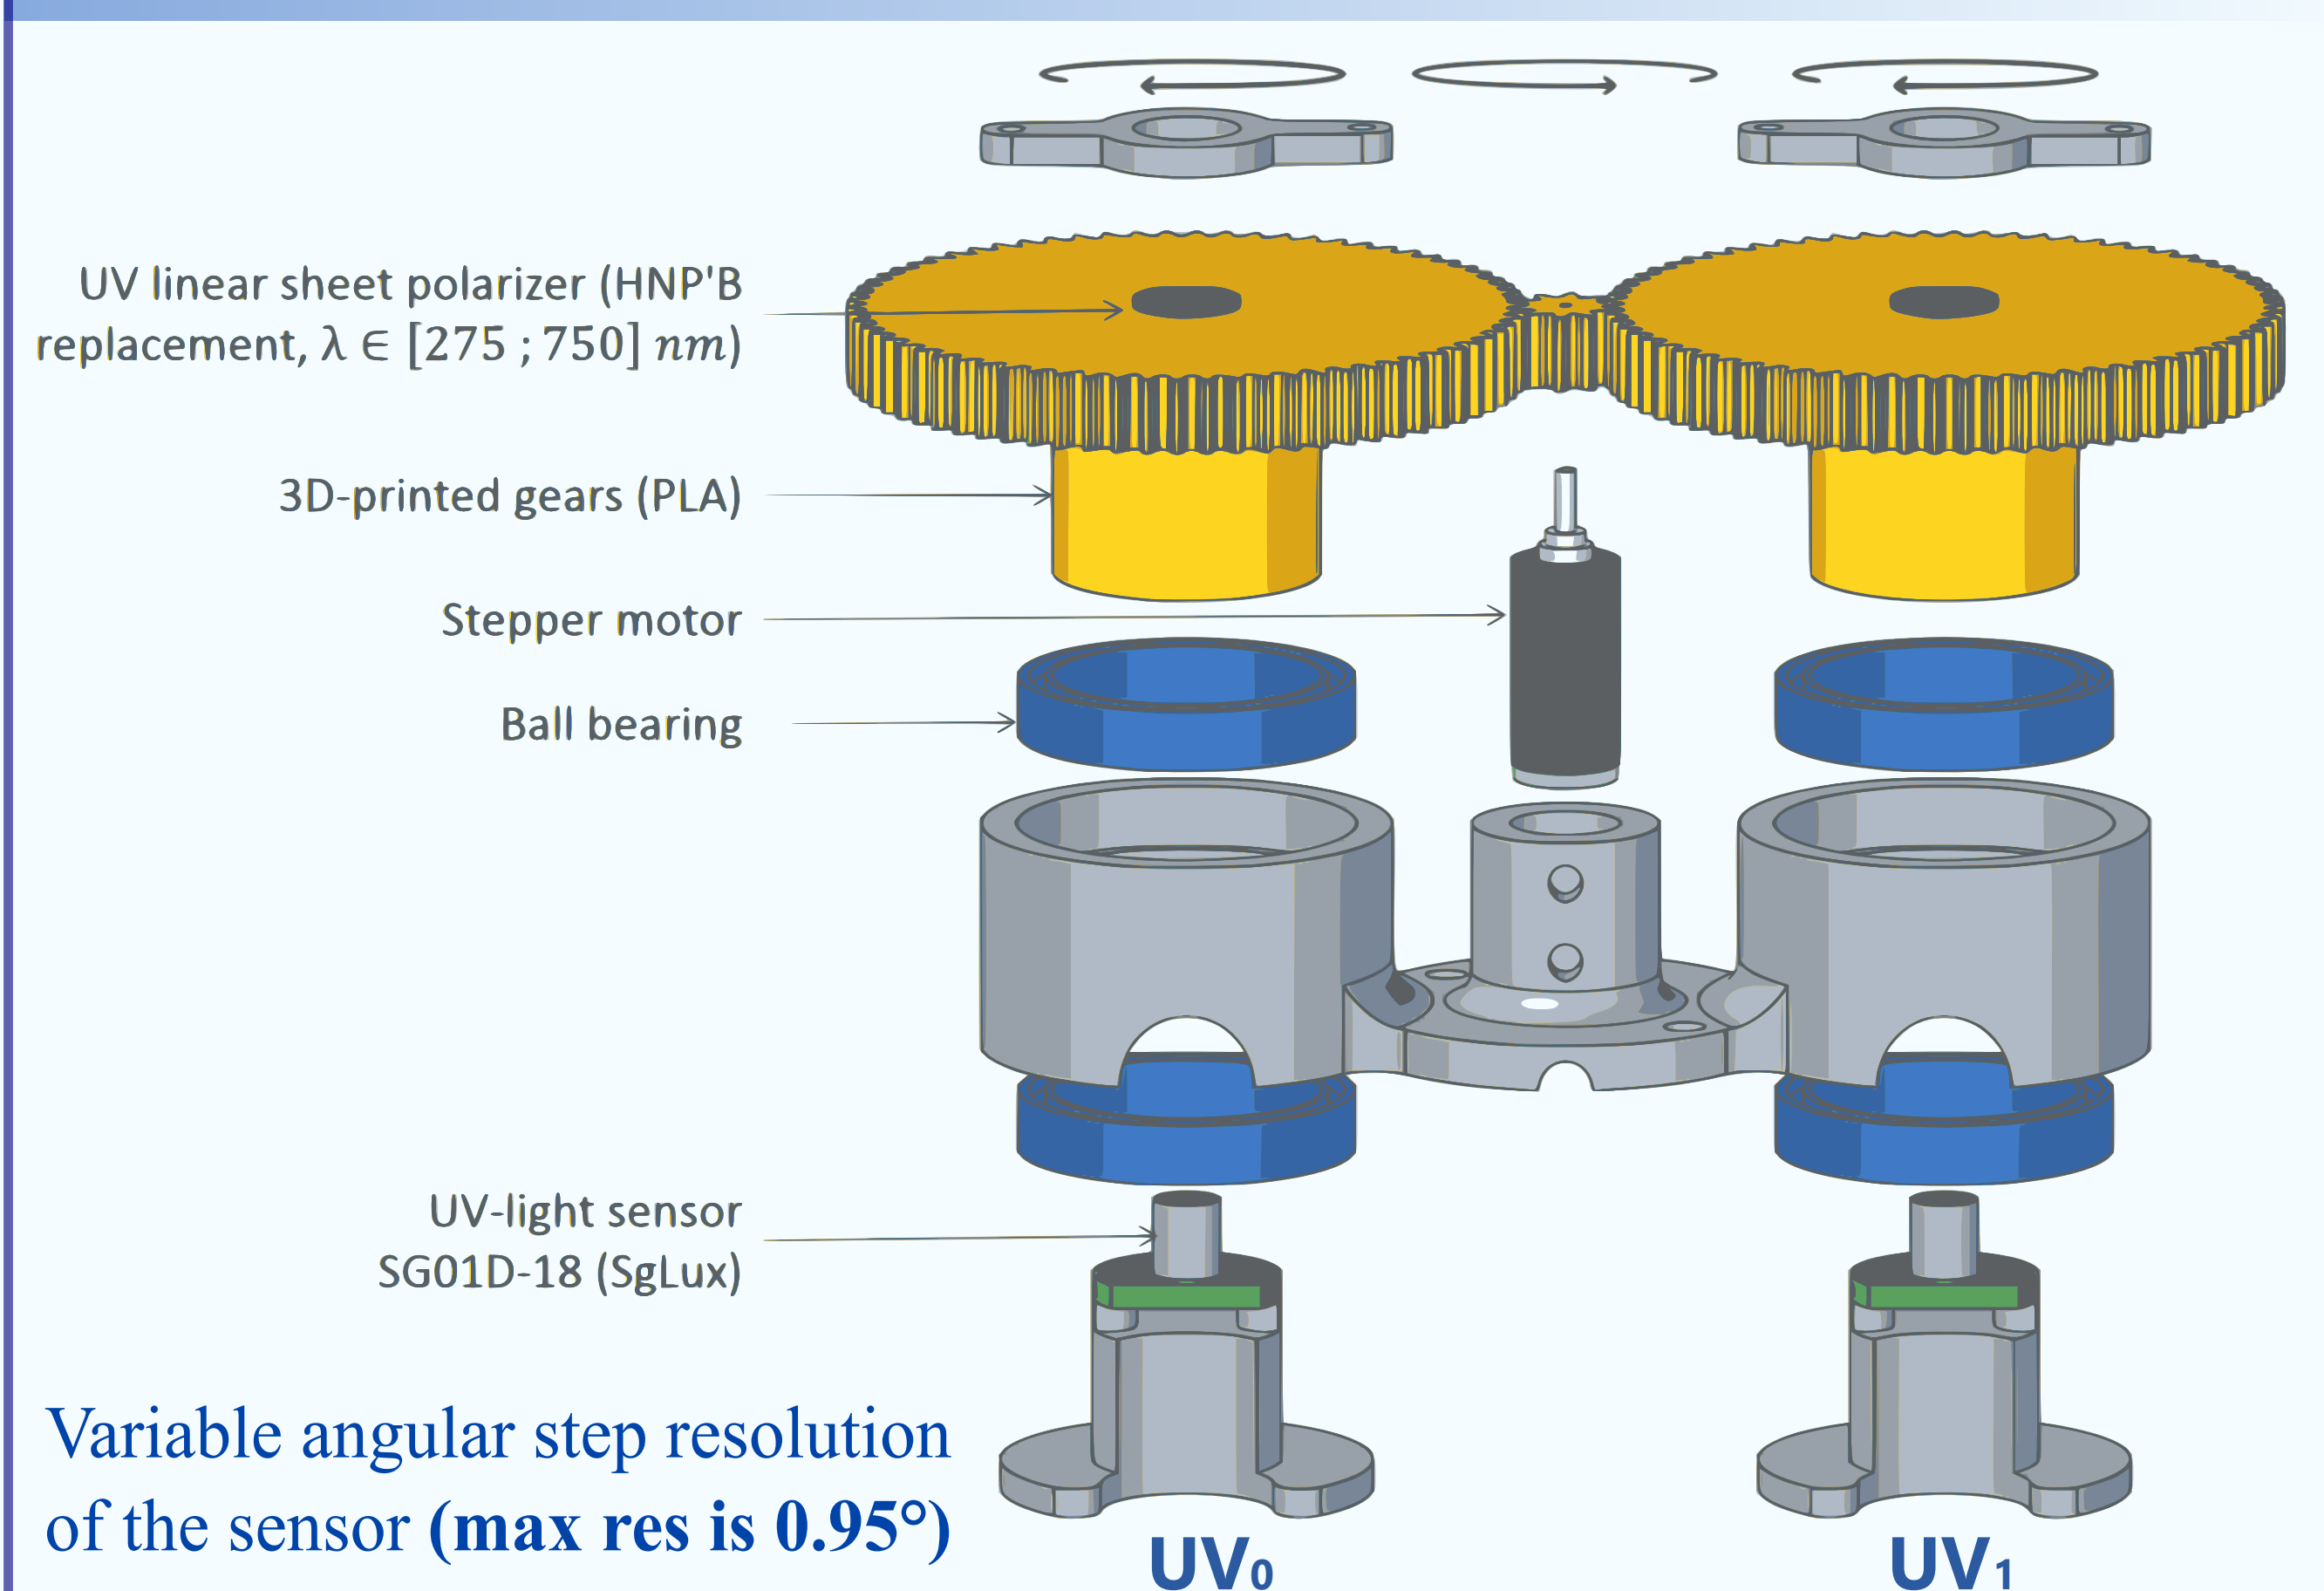 UV linear sheet polarizer (HNP'B
replacement, λ ∈ [275 ; 750] nm)
3D-printed gears (PLA)
Stepper motor
Ball bearing
UV-light sensor
SG01D-18 (SgLux)
Variable angular step resolution
of the sensor (max res is 0.95°)
UV₀
UV₁